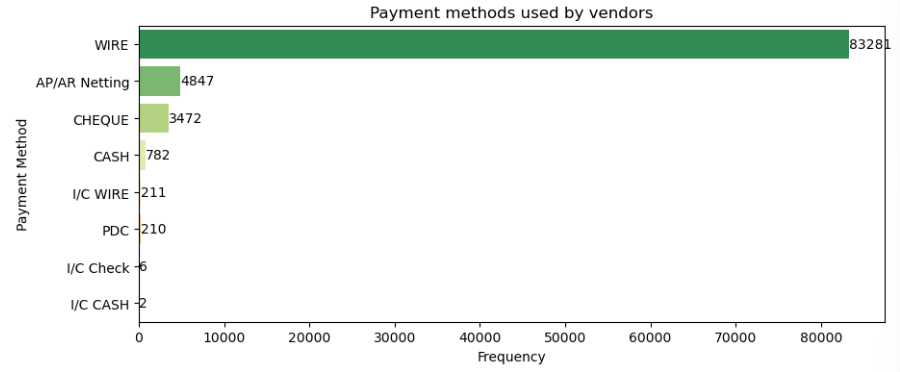 Payment methods used by vendors
Payment Method
WIRE 83281
AP/AR Netting 4847
CHEQUE 3472
CASH 782
I/C WIRE 211
PDC 210
I/C Check 6
I/C CASH 2
0 10000 20000 30000 40000 50000 60000 70000 80000
Frequency